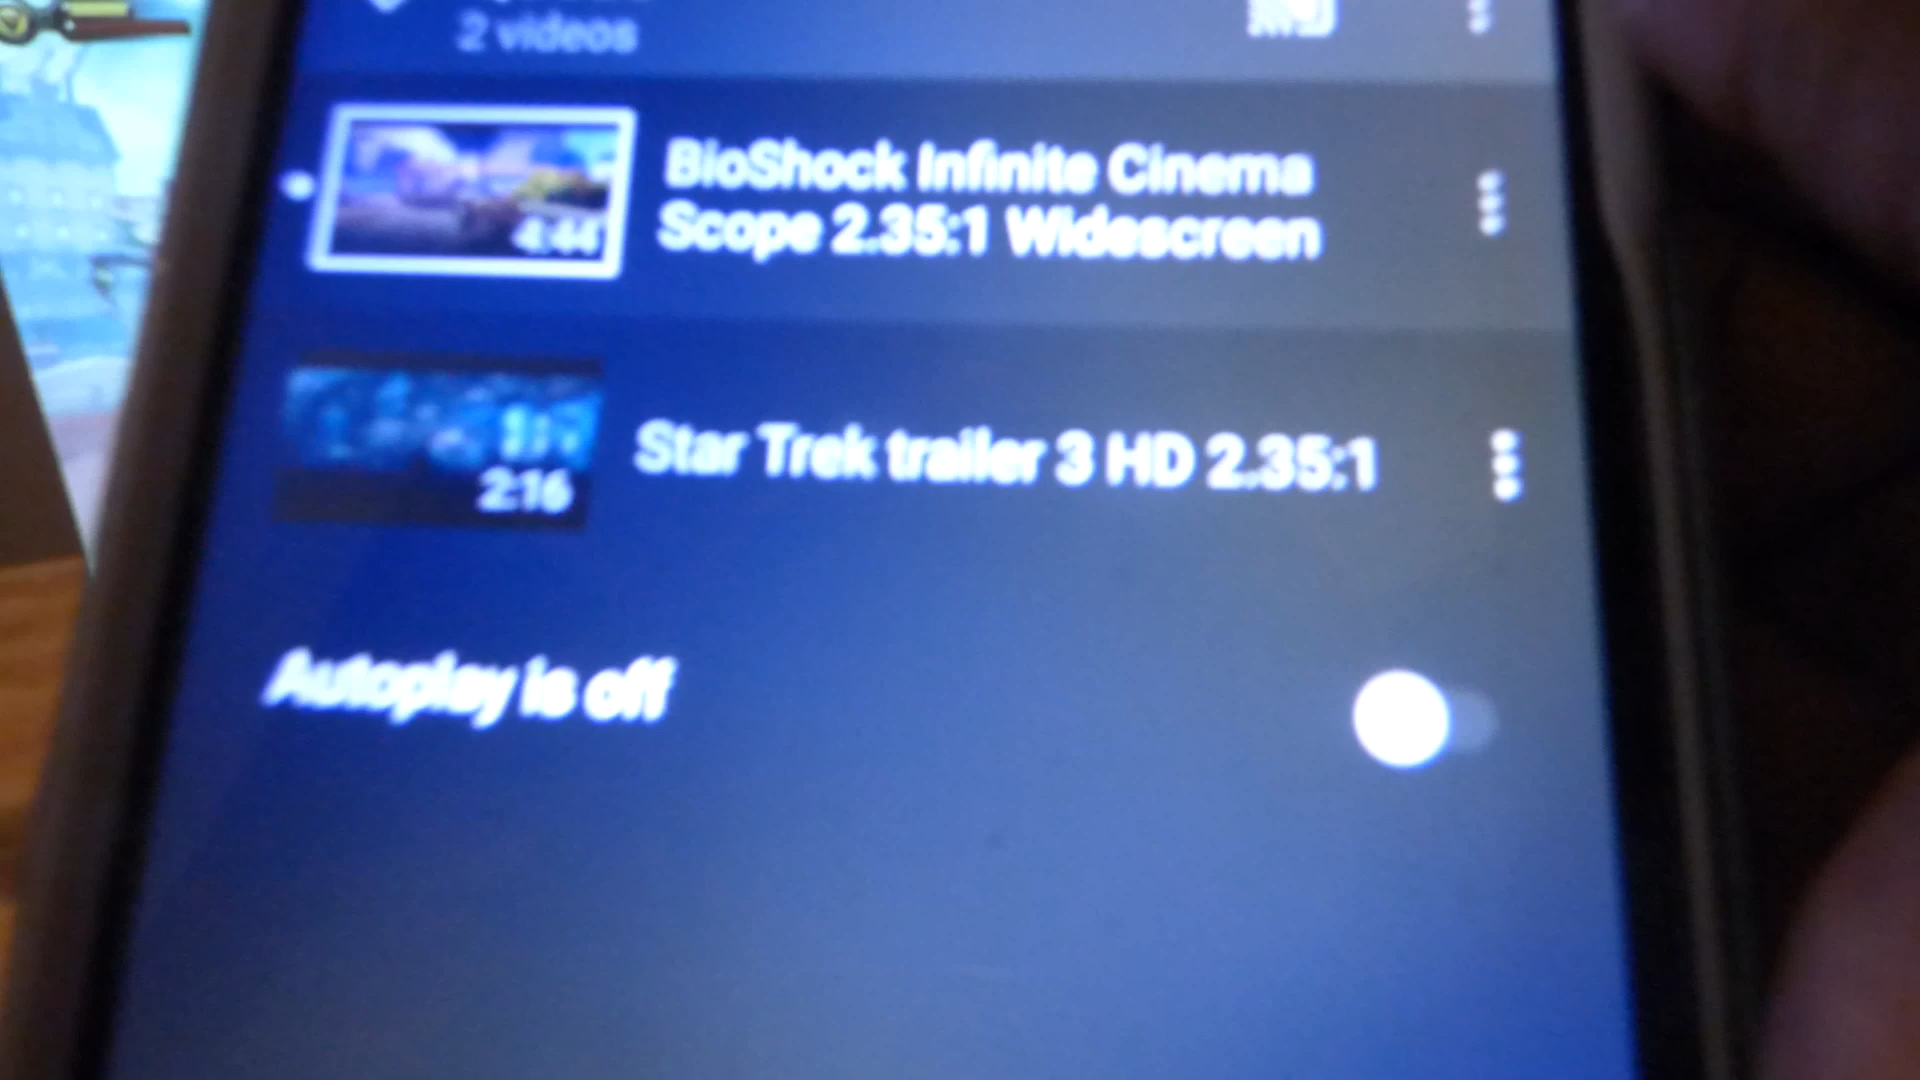 2 videos
BioShock Infinite Cinema
Scope 2.35:1 Widescreen
4:44
Star Trek trailer 3 HD 2.35:1
2:16
Autoplay is off